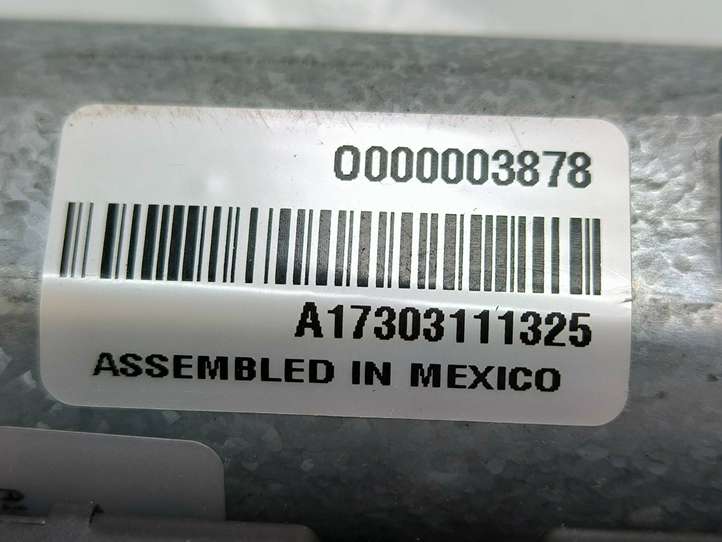 0000003878
A17303111325
ASSEMBLED IN MEXICO